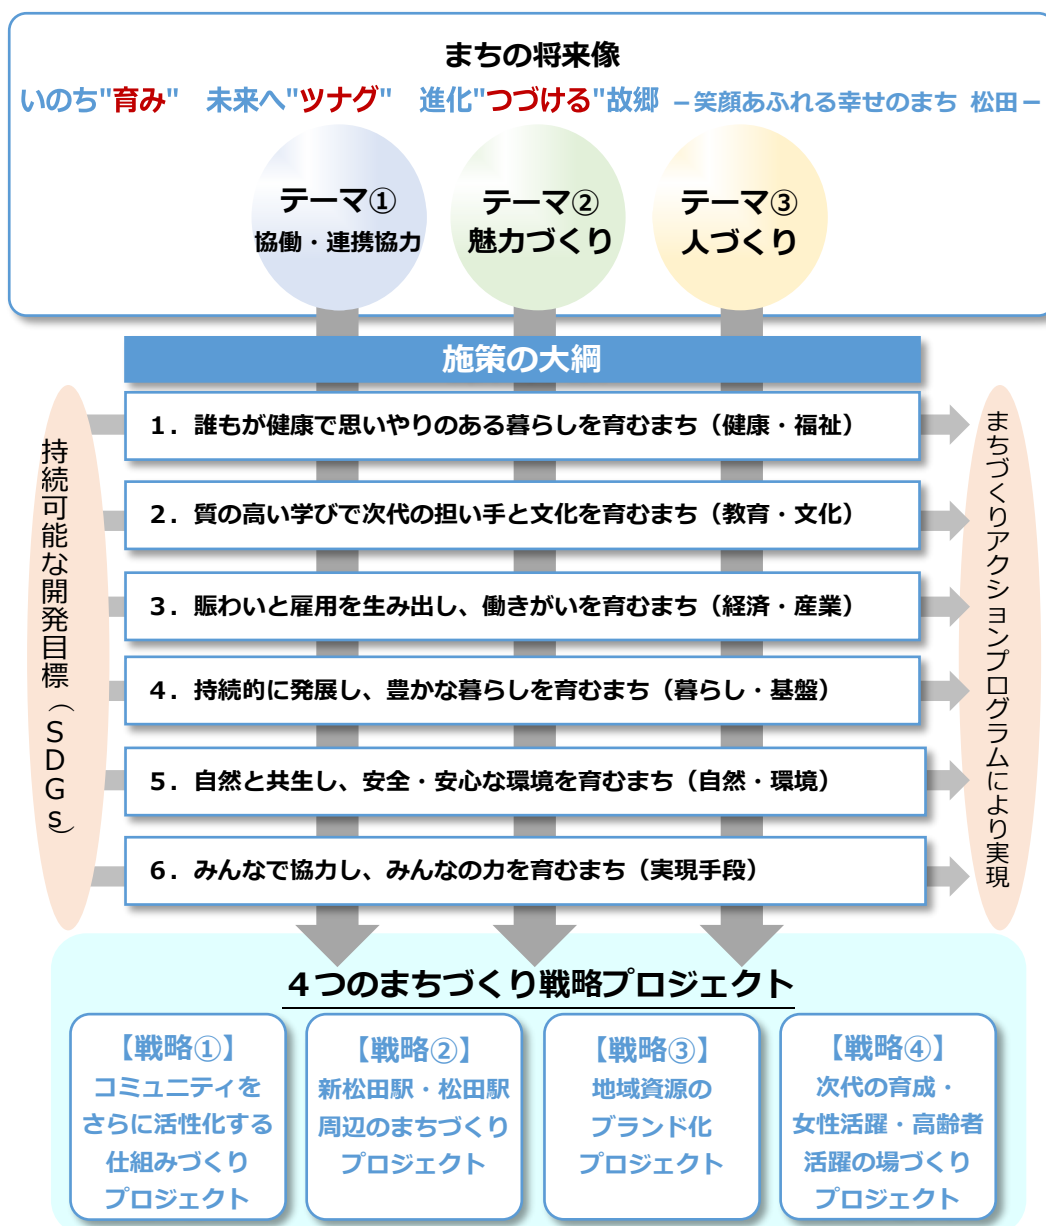 まちの将来像
いのち"育み"　未来へ"ツナグ"　進化"つづける"故郷 －笑顔あふれる幸せのまち 松田－
テーマ①
協働・連携協力
テーマ②
魅力づくり
テーマ③
人づくり
施策の大綱
持続可能な開発目標（SDGs）
1．誰もが健康で思いやりのある暮らしを育むまち（健康・福祉）
2．質の高い学びで次代の担い手と文化を育むまち（教育・文化）
3．賑わいと雇用を生み出し、働きがいを育むまち（経済・産業）
4．持続的に発展し、豊かな暮らしを育むまち（暮らし・基盤）
5．自然と共生し、安全・安心な環境を育むまち（自然・環境）
6．みんなで協力し、みんなの力を育むまち（実現手段）
まちづくりアクションプログラムにより実現
４つのまちづくり戦略プロジェクト
【戦略①】
コミュニティを
さらに活性化する
仕組みづくり
プロジェクト
【戦略②】
新松田駅・松田駅
周辺のまちづくり
プロジェクト
【戦略③】
地域資源の
ブランド化
プロジェクト
【戦略④】
次代の育成・
女性活躍・高齢者
活躍の場づくり
プロジェクト